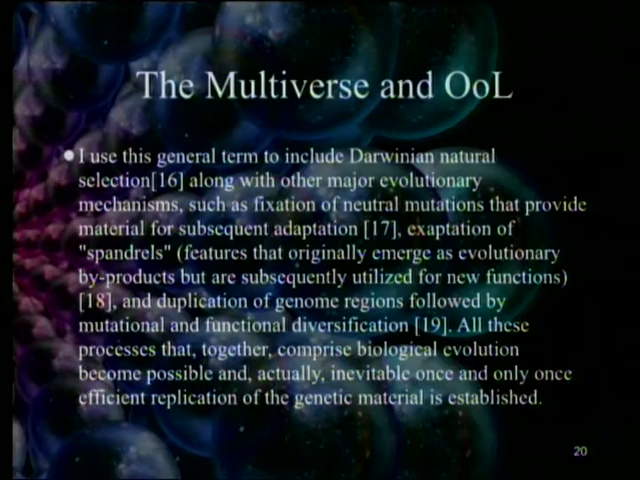 The Multiverse and OoL
● I use this general term to include Darwinian natural
selection[16] along with other major evolutionary
mechanisms, such as fixation of neutral mutations that provide
material for subsequent adaptation [17], exaptation of
"spandrels" (features that originally emerge as evolutionary
by-products but are subsequently utilized for new functions)
[18], and duplication of genome regions followed by
mutational and functional diversification [19]. All these
processes that, together, comprise biological evolution
become possible and, actually, inevitable once and only once
efficient replication of the genetic material is established.
20